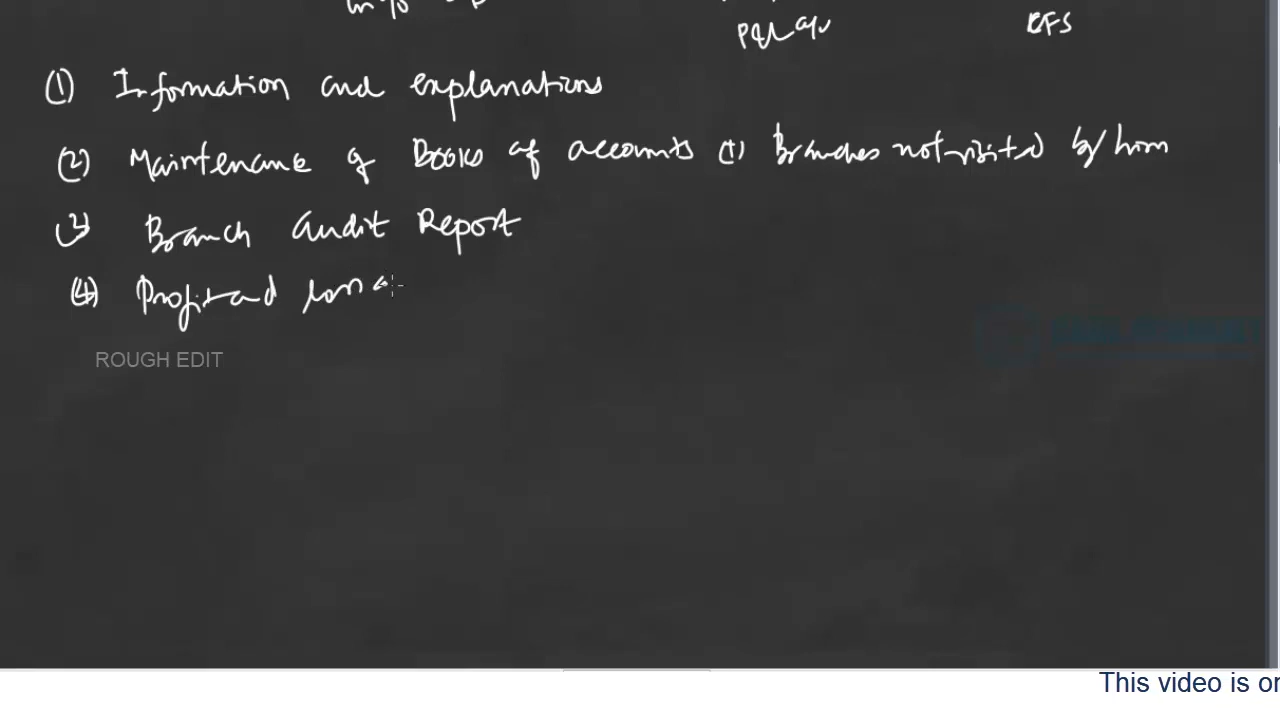 P&L a/c CFS
(1) Information and explanations
(2) Maintenance of Books of accounts (+) Branches not visited by him
(3) Branch Audit Report
(4) Profit and loss a
ROUGH EDIT
This video is or